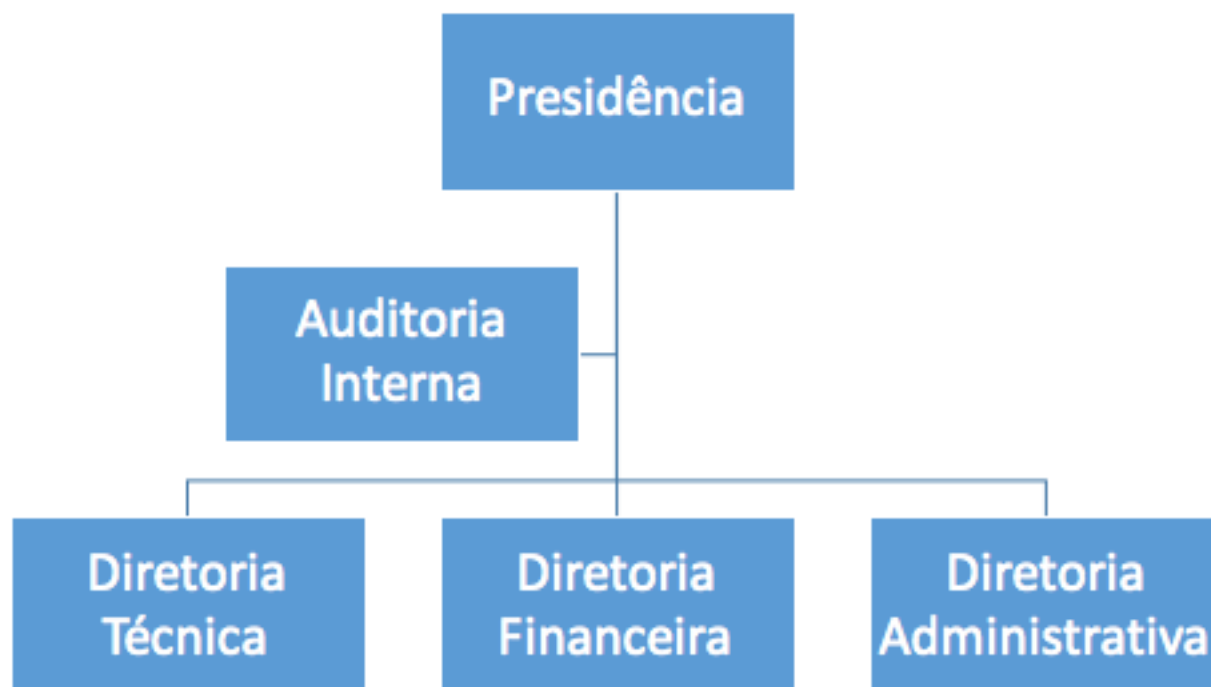 Presidência
Auditoria
Interna
Diretoria
Técnica
Diretoria
Financeira
Diretoria
Administrativa